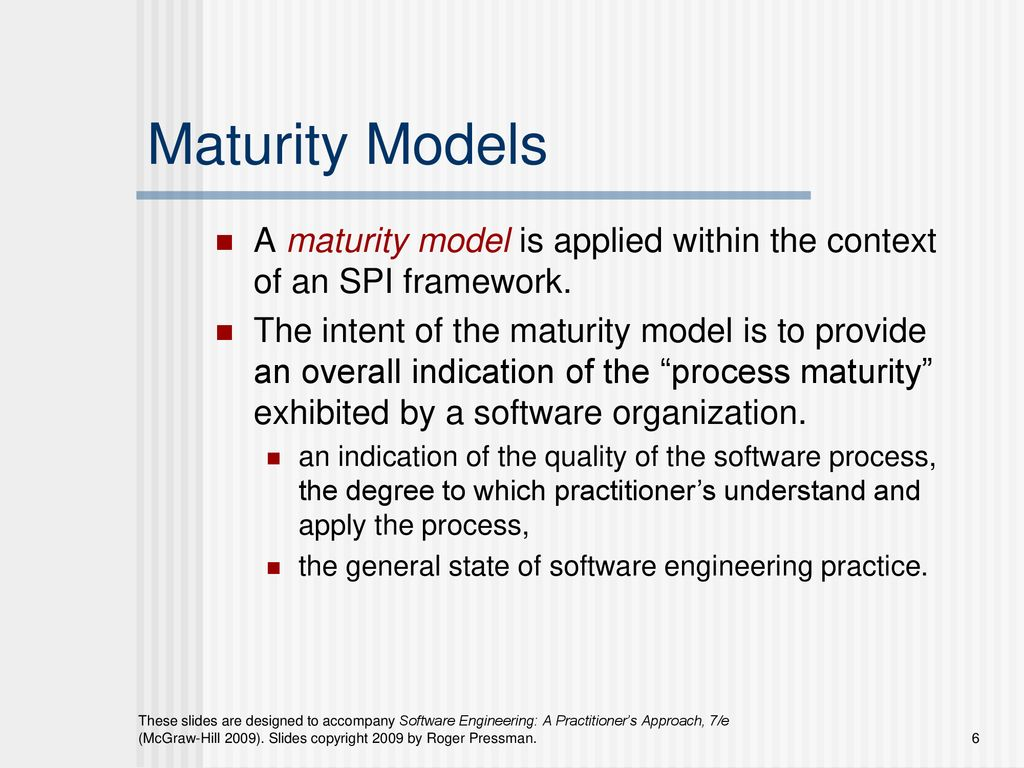 Maturity Models
A maturity model is applied within the context
of an SPI framework.
The intent of the maturity model is to provide
an overall indication of the “process maturity”
exhibited by a software organization.
an indication of the quality of the software process,
the degree to which practitioner’s understand and
apply the process,
the general state of software engineering practice.
These slides are designed to accompany Software Engineering: A Practitioner’s Approach, 7/e
(McGraw-Hill 2009). Slides copyright 2009 by Roger Pressman.
6